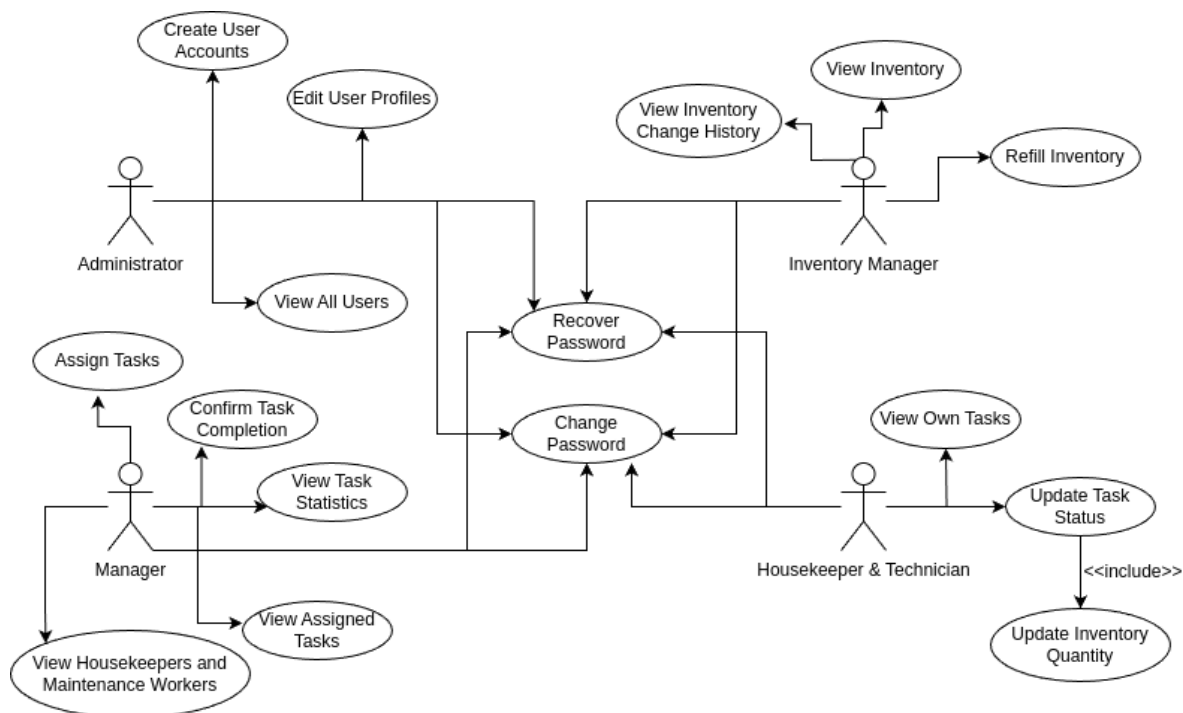 Create User
Accounts
Edit User Profiles
View Inventory
View Inventory
Change History
Refill Inventory
Administrator
Inventory Manager
View All Users
Recover
Password
Assign Tasks
Confirm Task
Completion
Change
Password
View Own Tasks
View Task
Statistics
Update Task
Status
Manager
Housekeeper & Technician
<<include>>
View Assigned
Tasks
Update Inventory
Quantity
View Housekeepers and
Maintenance Workers